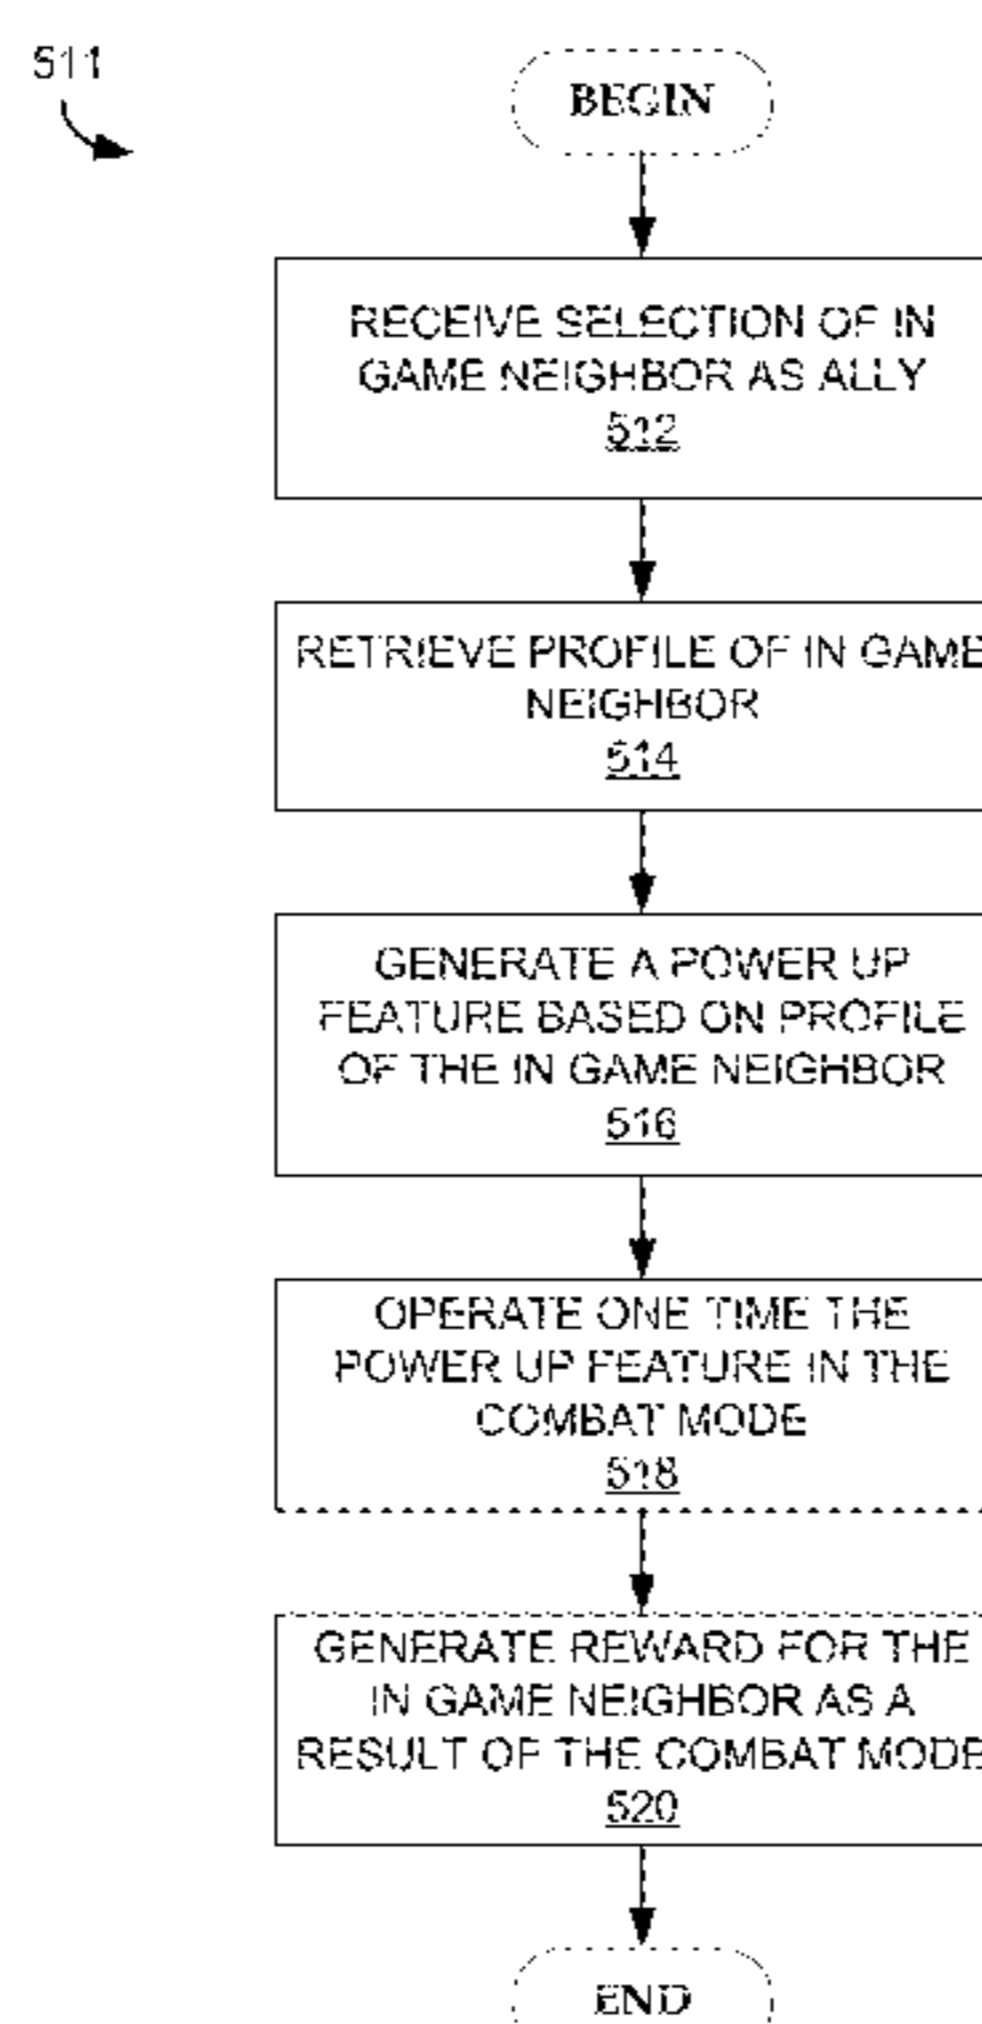 511
BEGIN
RECEIVE SELECTION OF IN
GAME NEIGHBOR AS ALLY
512
RETRIEVE PROFILE OF IN GAME
NEIGHBOR
514
GENERATE A POWER UP
FEATURE BASED ON PROFILE
OF THE IN GAME NEIGHBOR
516
OPERATE ONE TIME THE
POWER UP FEATURE IN THE
COMBAT MODE
518
GENERATE REWARD FOR THE
IN GAME NEIGHBOR AS A
RESULT OF THE COMBAT MODE
520
END